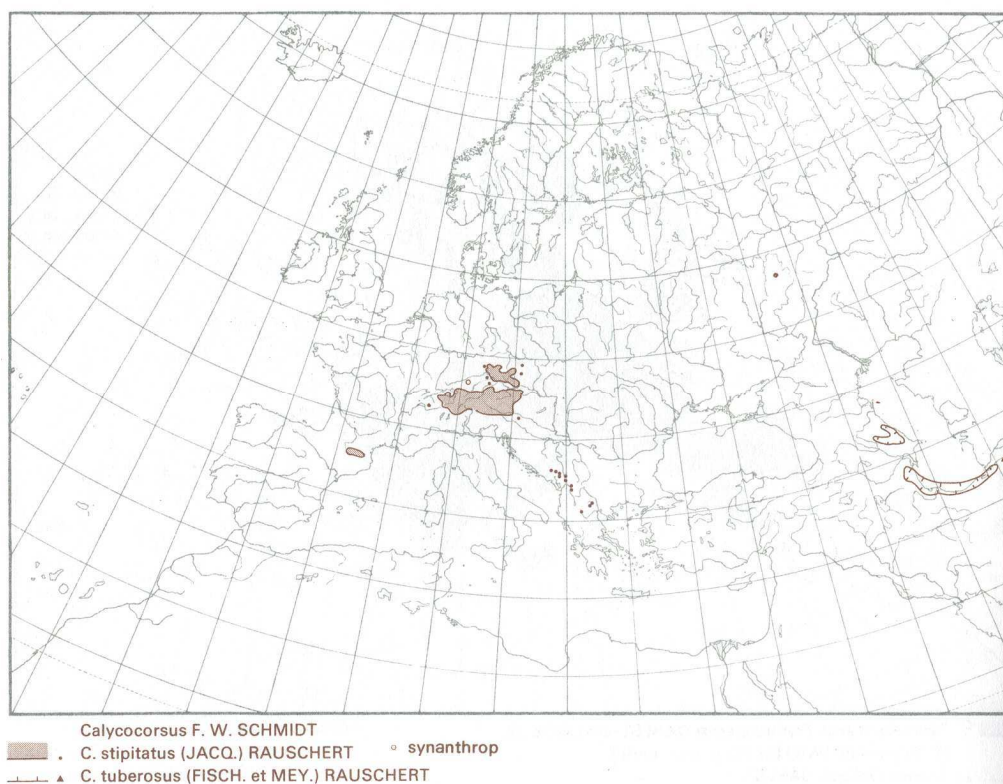 Calycocorsus F. W. SCHMIDT
C. stipitatus (JACQ.) RAUSCHERT synanthrop
C. tuberosus (FISCH. et MEY.) RAUSCHERT